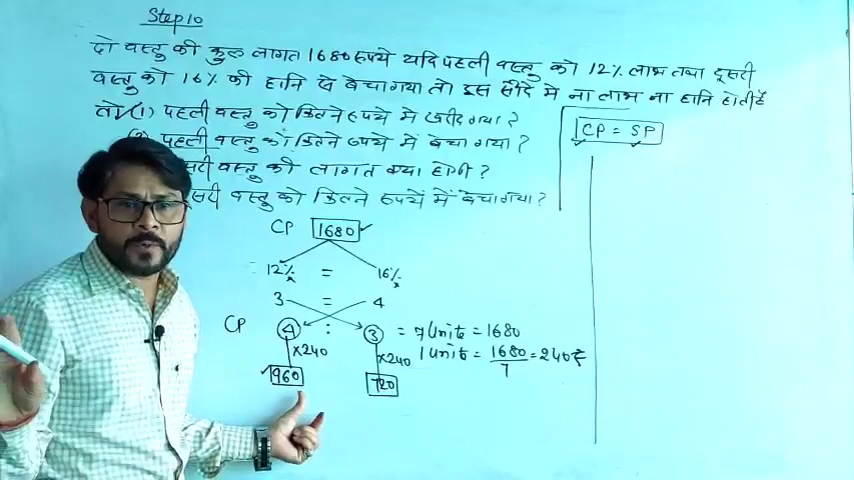 Step 10
दो वस्तु की कुल लागत 1680 रुपये यदि पहली वस्तु को 12% लाभ तथा दूसरी
वस्तु को 16% की हानि से बेचा गया तो इस सौदे मे ना लाभ ना हानि होती है
तो (1) पहली वस्तु को कितने रुपये मे खरीदा गया ?
पहली वस्तु को कितने रुपये में बेचा गया ?
सरी वस्तु की लागत क्या होगी ?
सरी वस्तु को कितने रुपयें में बेचा गया ?
CP = SP
CP 1680
12% = 16%
3 = 4
CP 4 : 3 = 7 Unit = 1680
×240 ×240 1 Unit = 1680/7 = 240₹
960 720